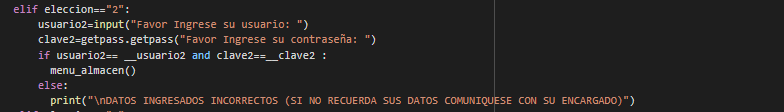 elif eleccion=="2":
usuario2=input("Favor Ingrese su usuario: ")
clave2=getpass.getpass("Favor Ingrese su contraseña: ")
if usuario2== __usuario2 and clave2==__clave2 :
menu_almacen()
else:
print("\nDATOS INGRESADOS INCORRECTOS (SI NO RECUERDA SUS DATOS COMUNIQUESE CON SU ENCARGADO)")